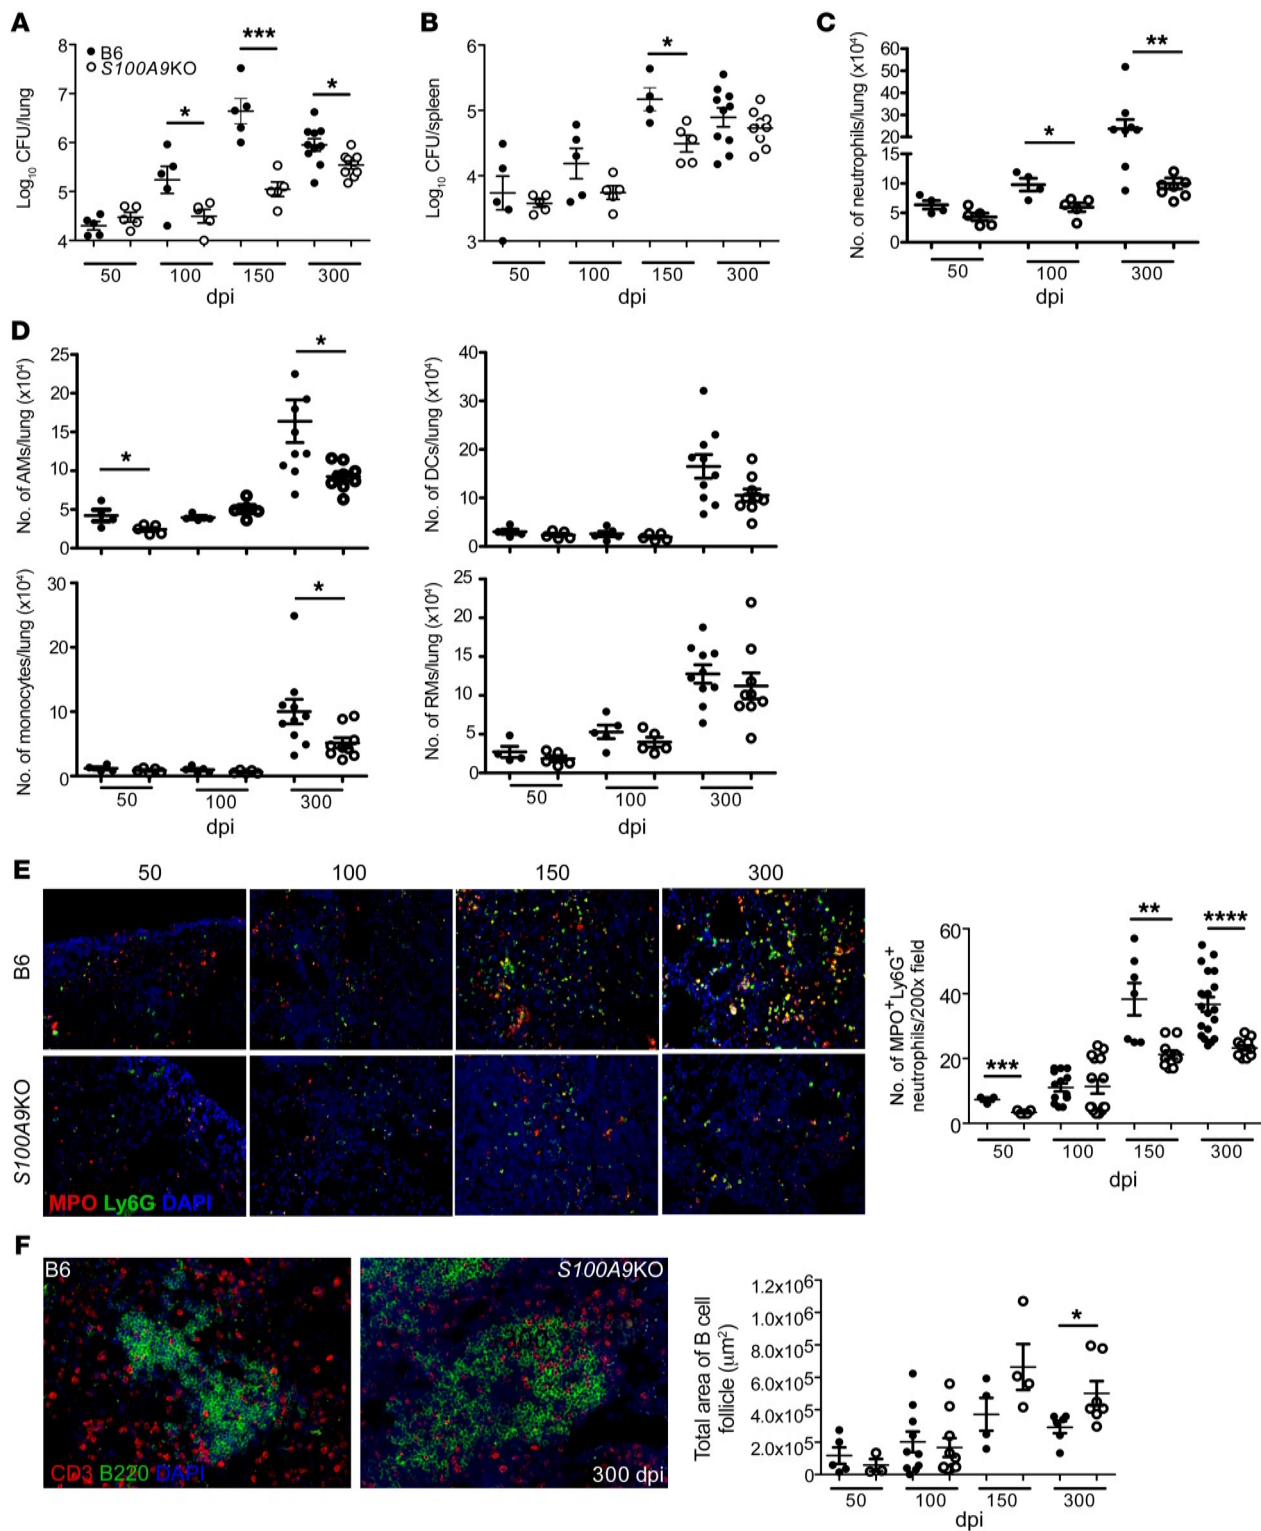 A
Log10 CFU/lung
8
7
6
5
4
B6
S100A9KO
*
***
*
50 100 150 300
dpi
B
Log10 CFU/spleen
6
5
4
3
*
50 100 150 300
dpi
C
No. of neutrophils/lung (x10⁴)
60
50
40
30
20
15
10
5
0
*
**
50 100 300
dpi
D
No. of AMs/lung (x10⁴)
25
20
15
10
5
0
*
*
No. of DCs/lung (x10⁴)
40
30
20
10
0
No. of monocytes/lung (x10⁴)
30
20
10
0
*
50 100 300
dpi
No. of RMs/lung (x10⁴)
25
20
15
10
5
0
50 100 300
dpi
E
50 100 150 300
B6
S100A9KO
MPO Ly6G DAPI
No. of MPO⁺Ly6G⁺
neutrophils/200x field
60
40
20
0
***
**
****
50 100 150 300
dpi
F
B6
CD3 B220 DAPI
S100A9KO
300 dpi
Total area of B cell
follicle (µm²)
1.2x10⁶
1.0x10⁶
8.0x10⁵
6.0x10⁵
4.0x10⁵
2.0x10⁵
0
*
50 100 150 300
dpi